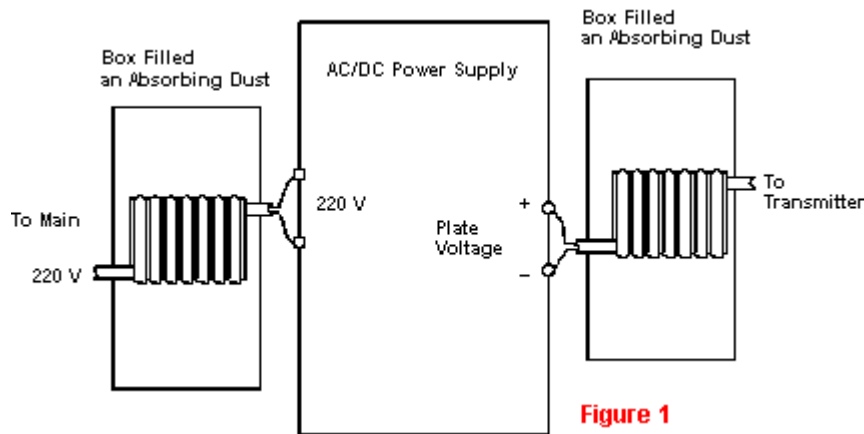 Box Filled
an Absorbing Dust
AC/DC Power Supply
Box Filled
an Absorbing Dust
To Main
220 V
220 V
Plate
Voltage
+
–
To
Transmitter
Figure 1